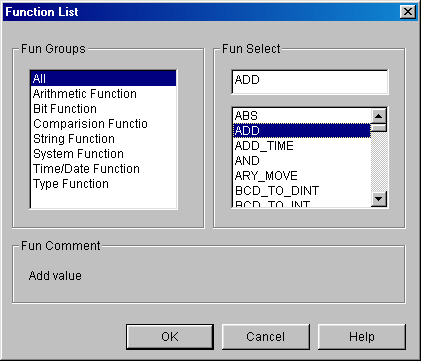 Function List
Fun Groups
All
Arithmetic Function
Bit Function
Comparision Functio
String Function
System Function
Time/Date Function
Type Function
Fun Select
ADD
ABS
ADD
ADD_TIME
AND
ARY_MOVE
BCD_TO_DINT
BCD_TO_INT
Fun Comment
Add value
OK
Cancel
Help